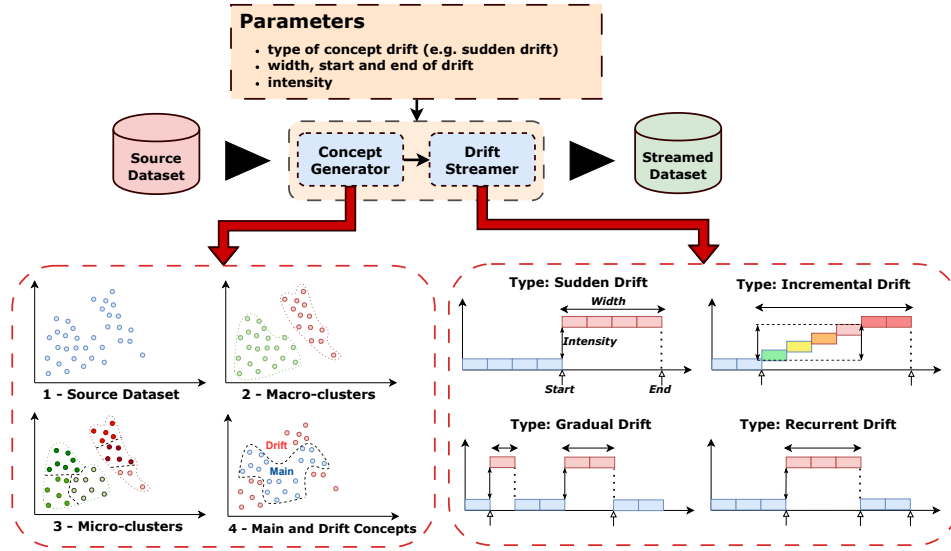 Parameters
• type of concept drift (e.g. sudden drift)
• width, start and end of drift
• intensity
Source
Dataset
Concept
Generator
Drift
Streamer
Streamed
Dataset
1 - Source Dataset
2 - Macro-clusters
3 - Micro-clusters
Drift
Main
4 - Main and Drift Concepts
Type: Sudden Drift
Width
Intensity
Start
End
Type: Incremental Drift
Type: Gradual Drift
Type: Recurrent Drift